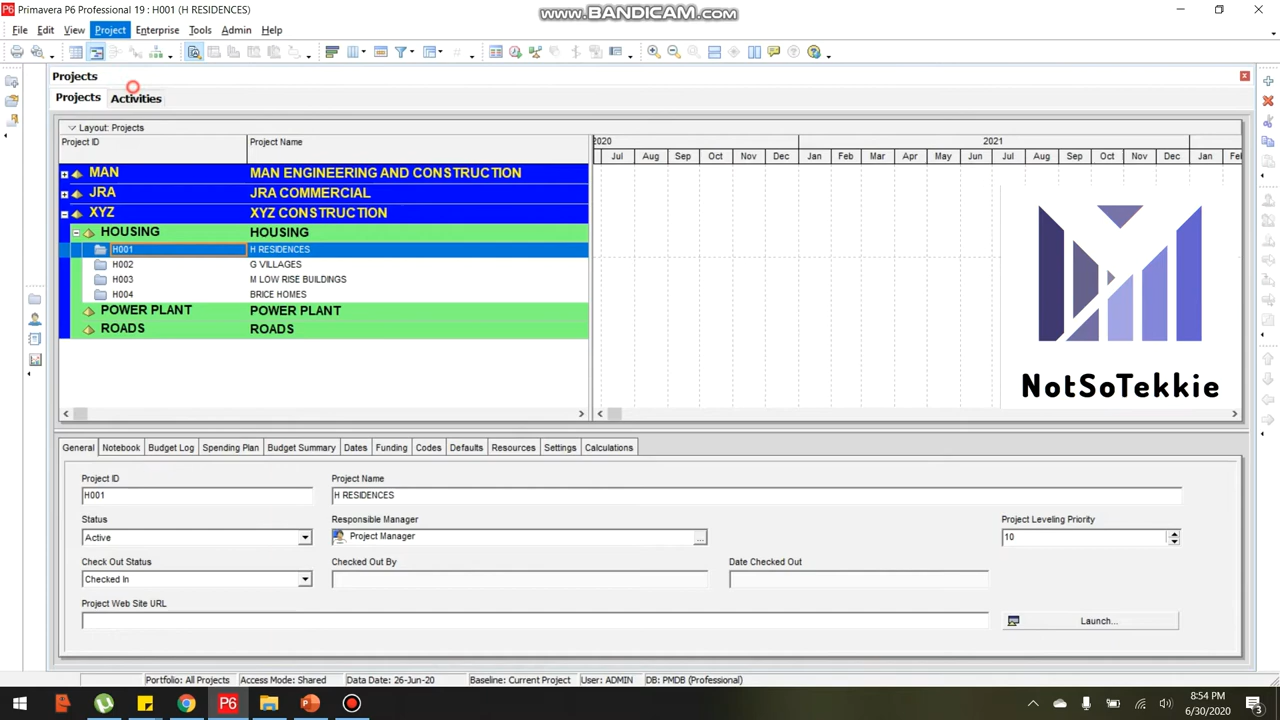 Primavera P6 Professional 19 : H001 (H RESIDENCES)
www.BANDICAM.com
File Edit View Project Enterprise Tools Admin Help
Projects
Projects Activities
Layout: Projects
Project ID Project Name
2020 2021
Jul Aug Sep Oct Nov Dec Jan Feb Mar Apr May Jun Jul Aug Sep Oct Nov Dec Jan
MAN MAN ENGINEERING AND CONSTRUCTION
JRA JRA COMMERCIAL
XYZ XYZ CONSTRUCTION
HOUSING HOUSING
H001 H RESIDENCES
H002 G VILLAGES
H003 M LOW RISE BUILDINGS
H004 BRICE HOMES
POWER PLANT POWER PLANT
ROADS ROADS
NotSoTekkie
General Notebook Budget Log Spending Plan Budget Summary Dates Funding Codes Defaults Resources Settings Calculations
Project ID Project Name
H001 H RESIDENCES
Status Responsible Manager Project Leveling Priority
Active Project Manager ... 10
Check Out Status Checked Out By Date Checked Out
Checked In
Project Web Site URL
Launch...
Portfolio: All Projects Access Mode: Shared Data Date: 26-Jun-20 Baseline: Current Project User: ADMIN DB: PMDB (Professional)
P6 8:54 PM
6/30/2020 3